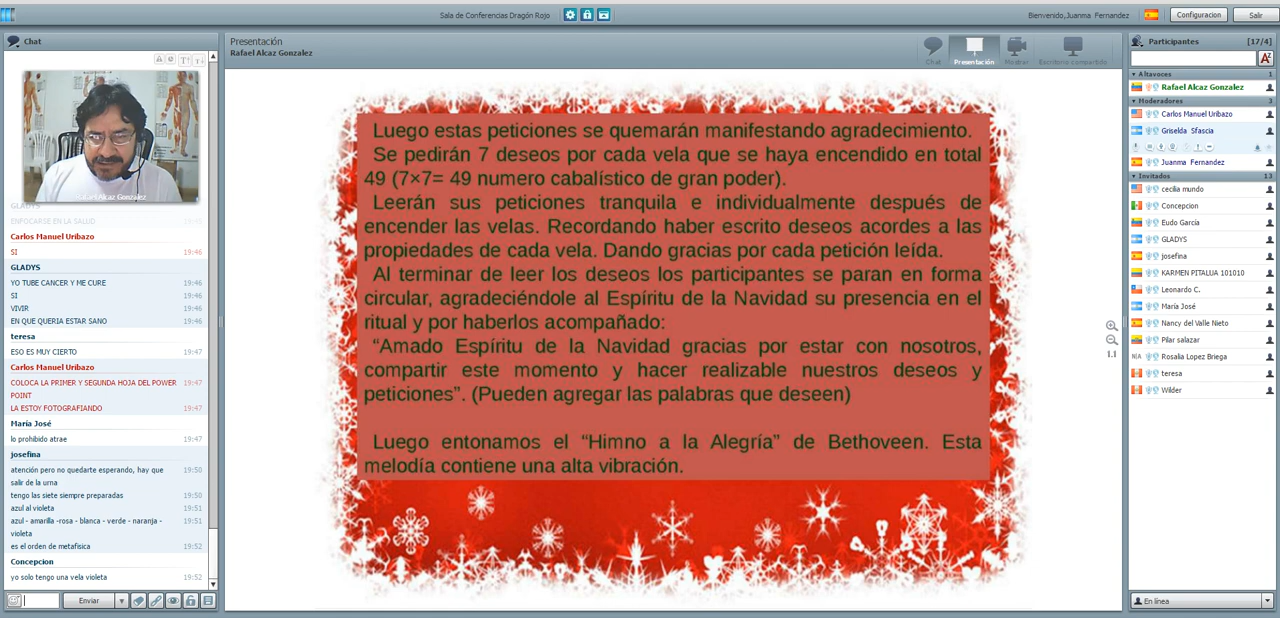 Sala de Conferencias Dragón Rojo
Bienvenido,Juanma Fernandez
Configuracion
Salir
Chat
Rafael Alcaz Gonzalez
GLADYS
ENFOCARSE EN LA SALUD 19:45
Carlos Manuel Uribazo
SI 19:46
GLADYS
YO TUBE CANCER Y ME CURE 19:46
SI 19:46
VIVIR 19:46
EN QUE QUERIA ESTAR SANO 19:46
teresa
ESO ES MUY CIERTO 19:47
Carlos Manuel Uribazo
COLOCA LA PRIMER Y SEGUNDA HOJA DEL POWER 19:47
POINT
LA ESTOY FOTOGRAFIANDO 19:47
María José
lo prohibido atrae 19:47
josefina
atención pero no quedarte esperando, hay que 19:50
salir de la urna
tengo las siete siempre preparadas 19:50
azul al violeta 19:51
azul - amarilla -rosa - blanca - verde - naranja - 19:51
violeta
es el orden de metafisica 19:52
Concepcion
yo solo tengo una vela violeta 19:52
Enviar
Presentación
Rafael Alcaz Gonzalez
Chat
Presentación
Mostrar
Escritorio compartido
Luego estas peticiones se quemarán manifestando agradecimiento.
Se pedirán 7 deseos por cada vela que se haya encendido en total
49 (7×7= 49 numero cabalístico de gran poder).
Leerán sus peticiones tranquila e individualmente después de
encender las velas. Recordando haber escrito deseos acordes a las
propiedades de cada vela. Dando gracias por cada petición leída.
Al terminar de leer los deseos los participantes se paran en forma
circular, agradeciéndole al Espíritu de la Navidad su presencia en el
ritual y por haberlos acompañado:
“Amado Espíritu de la Navidad gracias por estar con nosotros,
compartir este momento y hacer realizable nuestros deseos y
peticiones”. (Pueden agregar las palabras que deseen)
Luego entonamos el “Himno a la Alegría” de Bethoveen. Esta
melodía contiene una alta vibración.
1.1
Participantes [17/4]
Altavoces 1
Rafael Alcaz Gonzalez
Moderadores 3
Carlos Manuel Uribazo
Griselda Sfascia
Juanma Fernandez
Invitados 13
cecilia mundo
Concepcion
Eudo García
GLADYS
josefina
KARMEN PITALUA 101010
Leonardo C.
María José
Nancy del Valle Nieto
Pilar salazar
N/A Rosalia Lopez Briega
teresa
Wilder
En línea